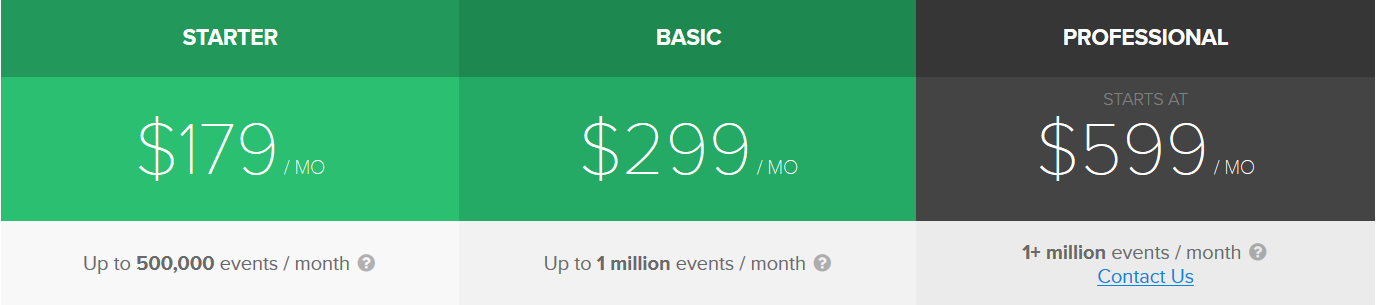 STARTER
$179 / MO
Up to 500,000 events / month ?
BASIC
$299 / MO
Up to 1 million events / month ?
PROFESSIONAL
STARTS AT
$599 / MO
1+ million events / month ?
Contact Us